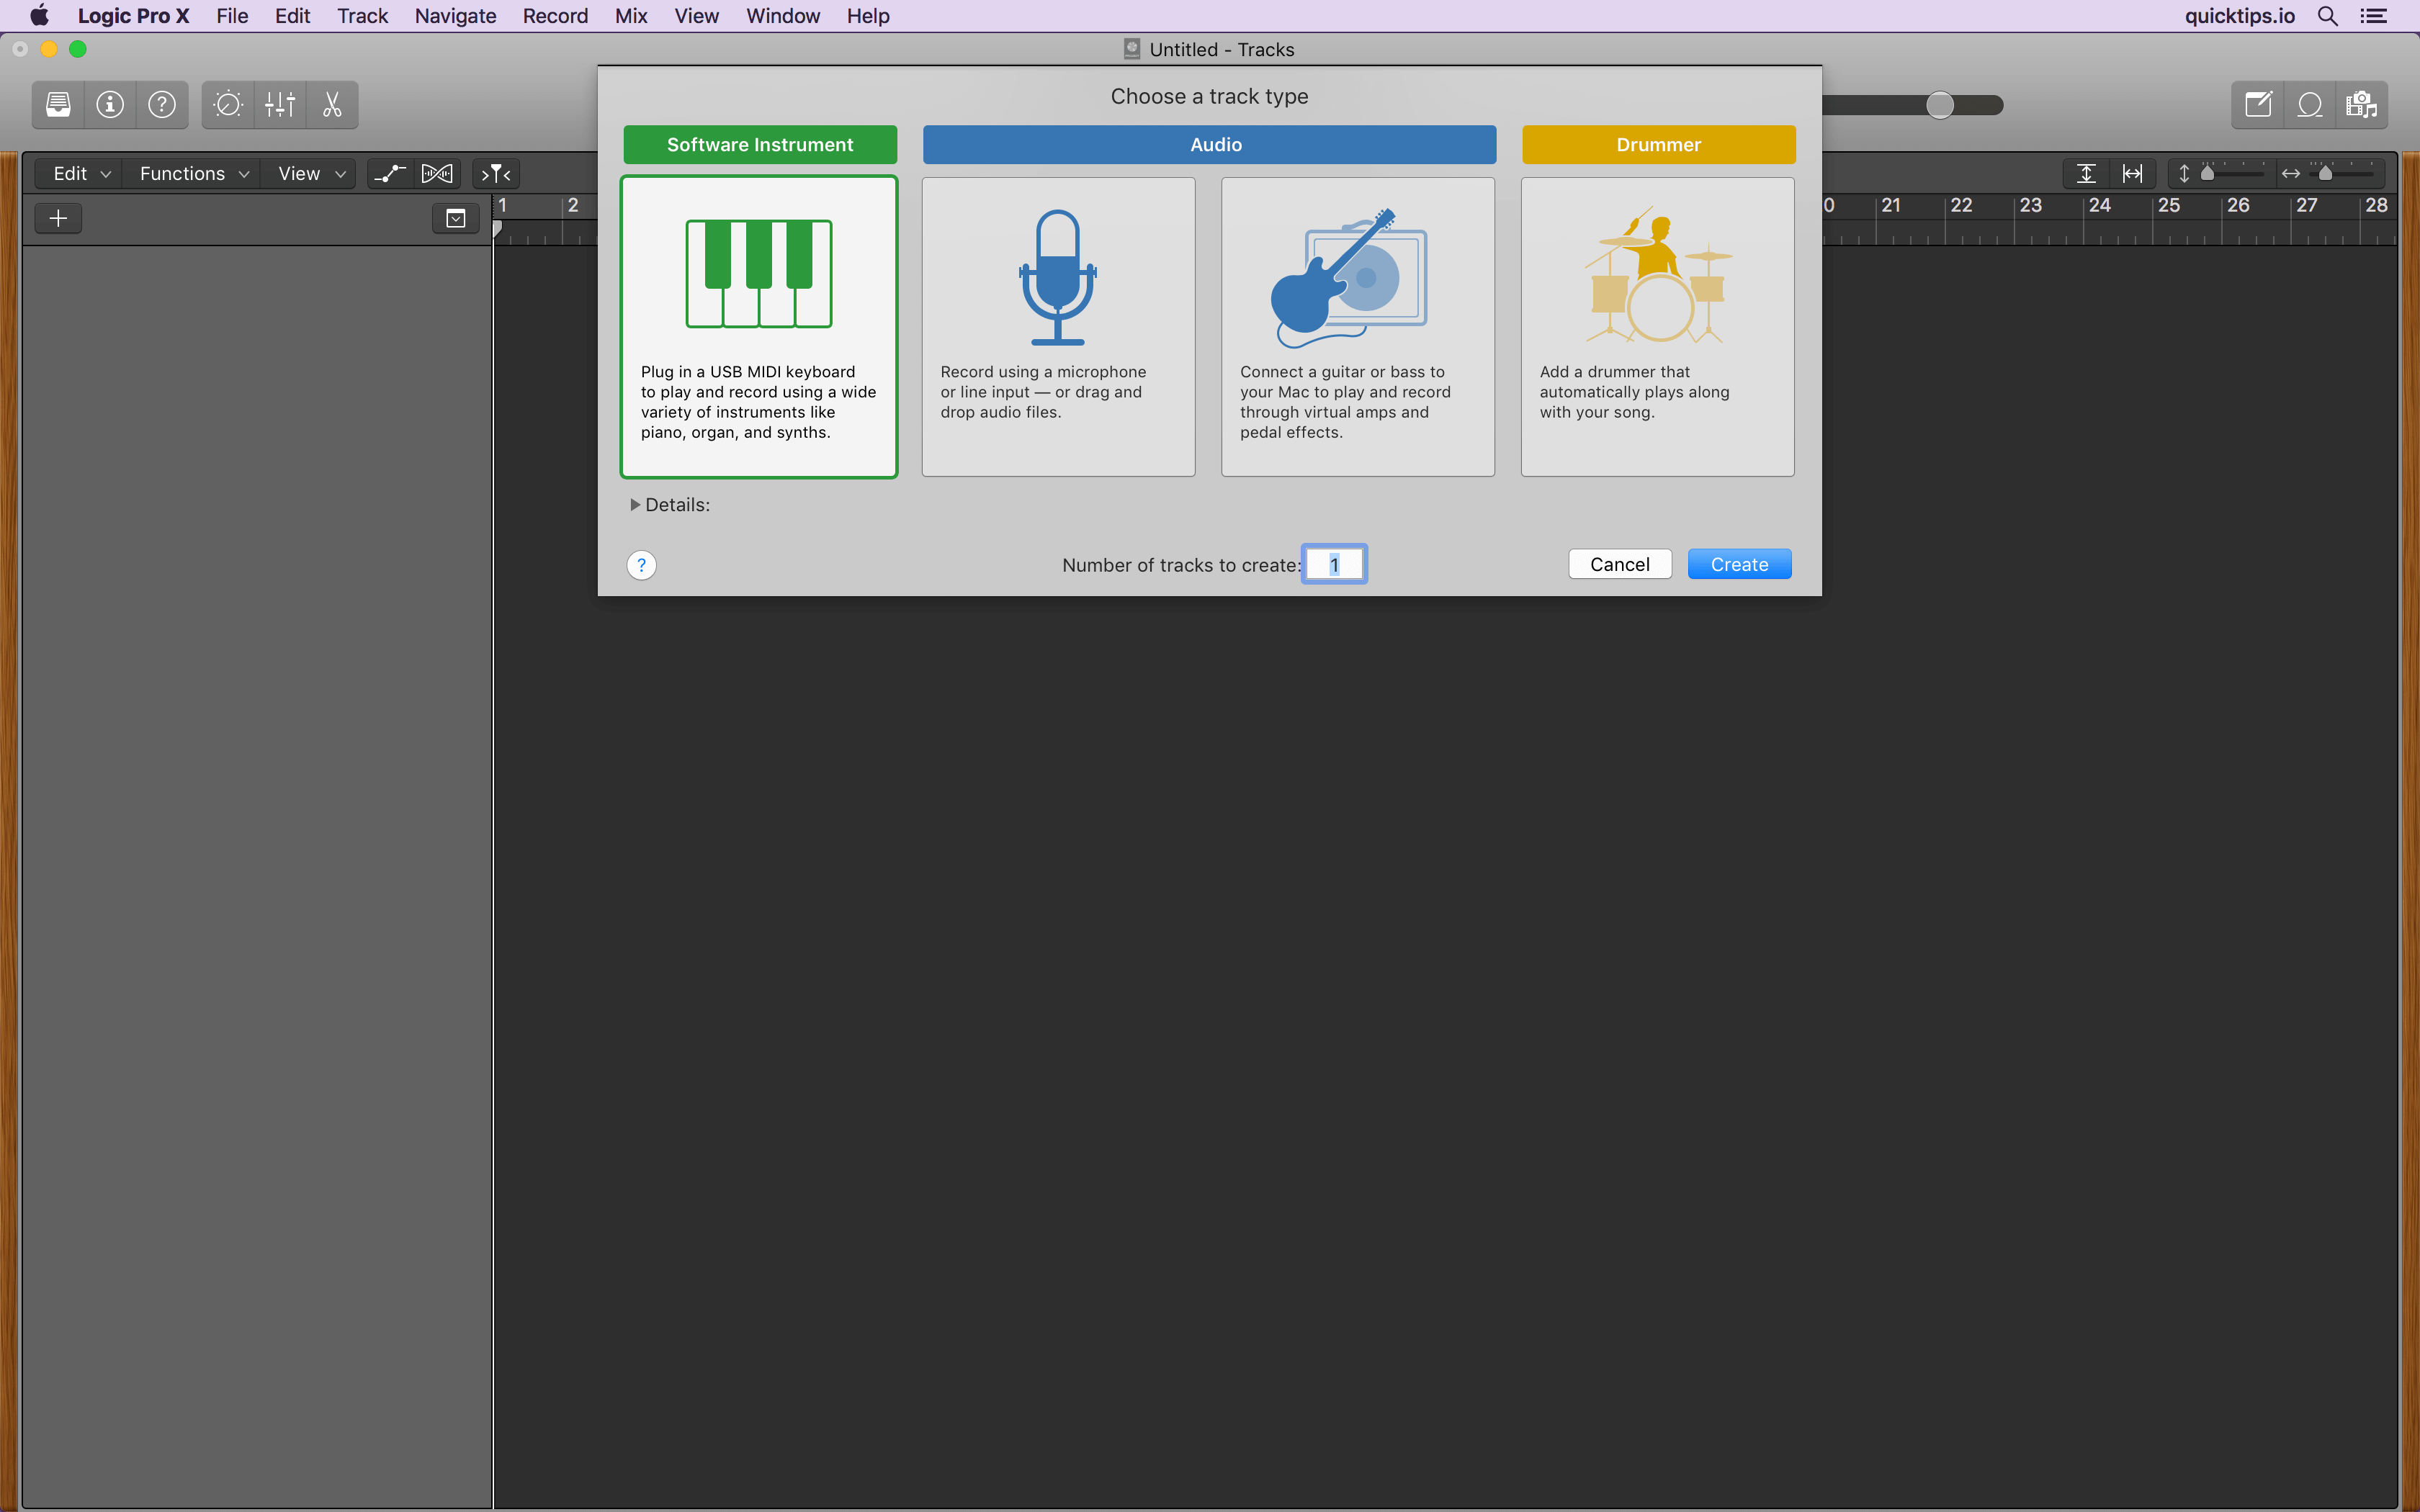 Logic Pro X File Edit Track Navigate Record Mix View Window Help quicktips.io
Untitled - Tracks
Choose a track type
Software Instrument Audio Drummer
Edit Functions View
1 2 0 21 22 23 24 25 26 27 28
Plug in a USB MIDI keyboard
to play and record using a wide
variety of instruments like
piano, organ, and synths.
Record using a microphone
or line input — or drag and
drop audio files.
Connect a guitar or bass to
your Mac to play and record
through virtual amps and
pedal effects.
Add a drummer that
automatically plays along
with your song.
Details:
? Number of tracks to create: 1 Cancel Create